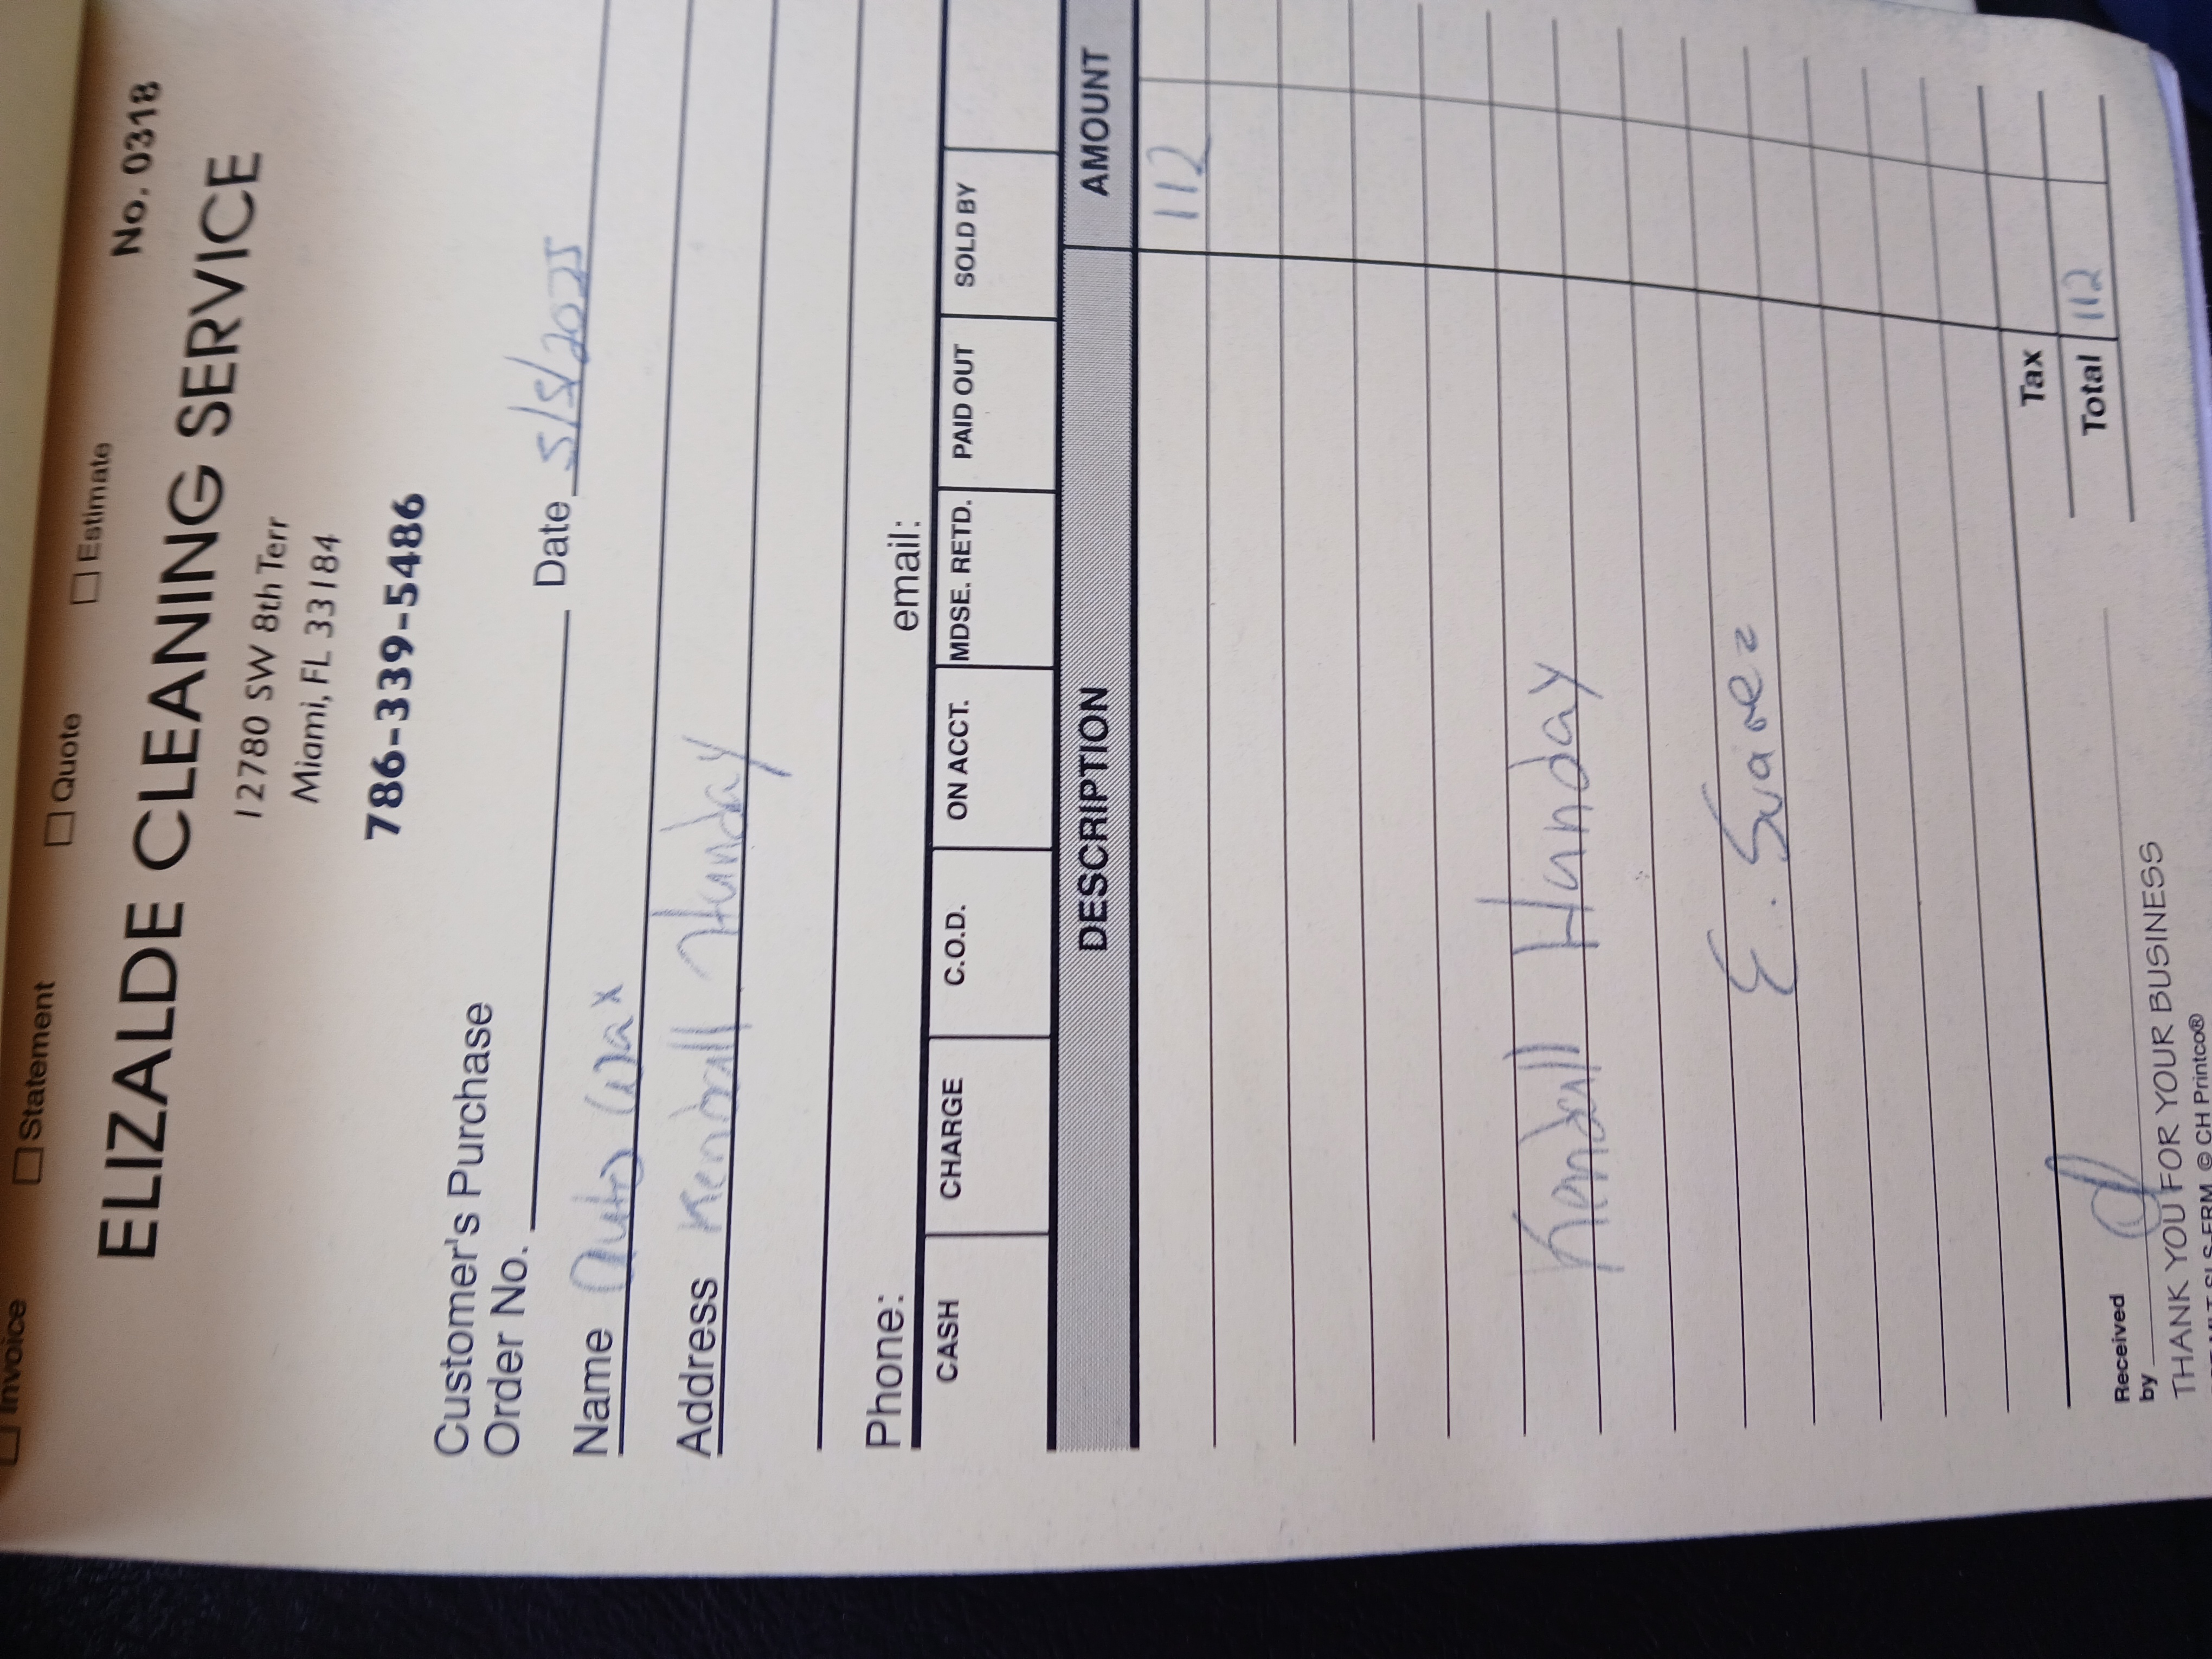 ☐ Invoice ☐ Statement ☐ Quote ☐ Estimate
No. 0318
ELIZALDE CLEANING SERVICE
12780 SW 8th Terr
Miami, FL 33184
786-339-5486
Customer's Purchase
Order No. Date 5/5/2025
Name Auto Wax
Address Kendall Hunday
Phone: email:
CASH CHARGE C.O.D. ON ACCT. MDSE. RETD. PAID OUT SOLD BY
DESCRIPTION AMOUNT
112
Kendall Hunday
E. Suarez
Tax
Total 112
Received
by
THANK YOU FOR YOUR BUSINESS
© CH Printco®